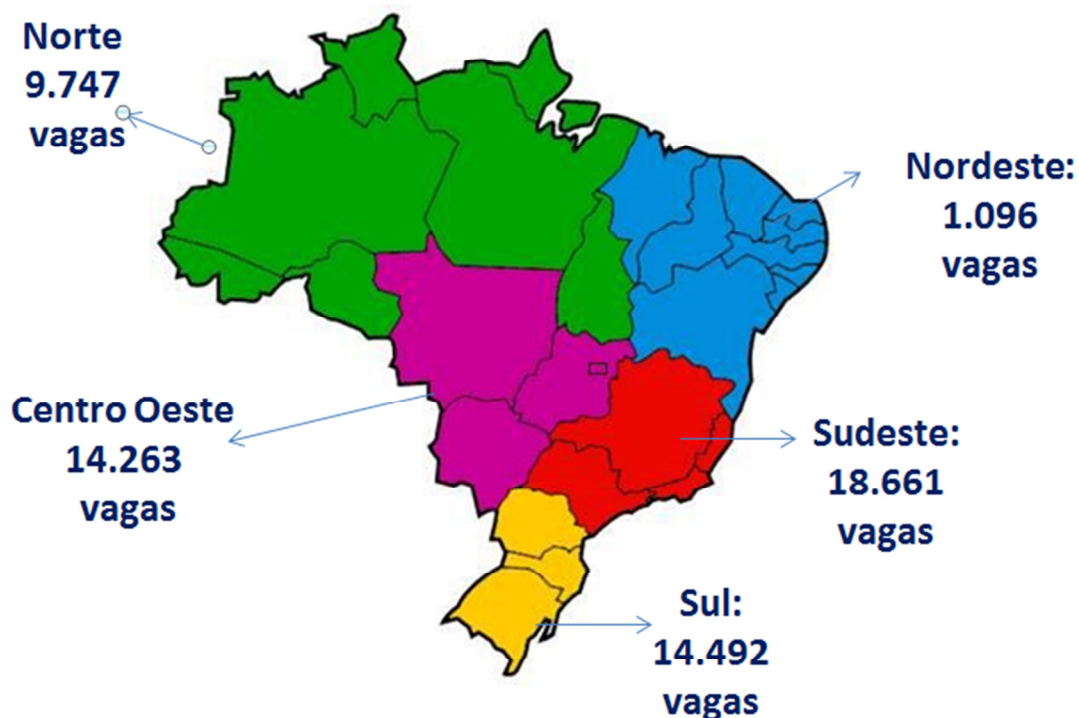 Norte
9.747
vagas
Nordeste:
1.096
vagas
Centro Oeste
14.263
vagas
Sudeste:
18.661
vagas
Sul:
14.492
vagas